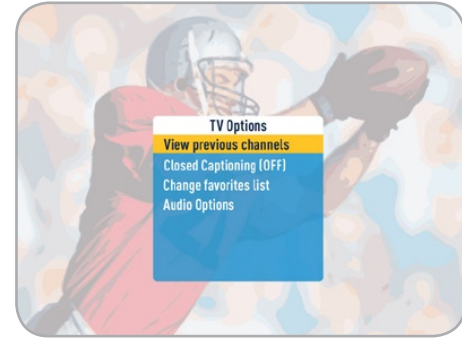 TV Options
View previous channels
Closed Captioning (OFF)
Change favorites list
Audio Options